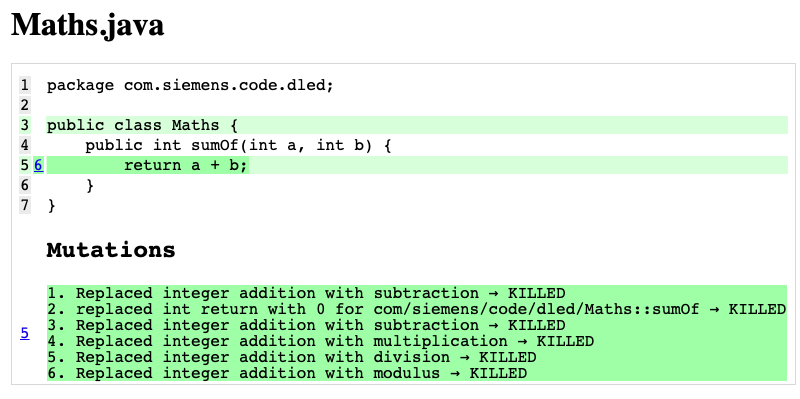 Maths.java
1 package com.siemens.code.dled;
2
3 public class Maths {
4     public int sumOf(int a, int b) {
5 6         return a + b;
6     }
7 }
Mutations
1. Replaced integer addition with subtraction → KILLED
2. replaced int return with 0 for com/siemens/code/dled/Maths::sumOf → KILLED
3. Replaced integer addition with subtraction → KILLED
5 4. Replaced integer addition with multiplication → KILLED
5. Replaced integer addition with division → KILLED
6. Replaced integer addition with modulus → KILLED